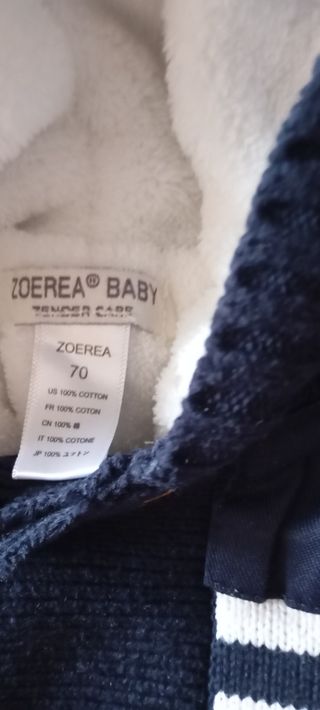 ZOEREA® BABY
TENDER CARE
ZOEREA
70
US 100% COTTON
FR 100% COTON
CN 100% 棉
IT 100% COTONE
JP 100% コットン